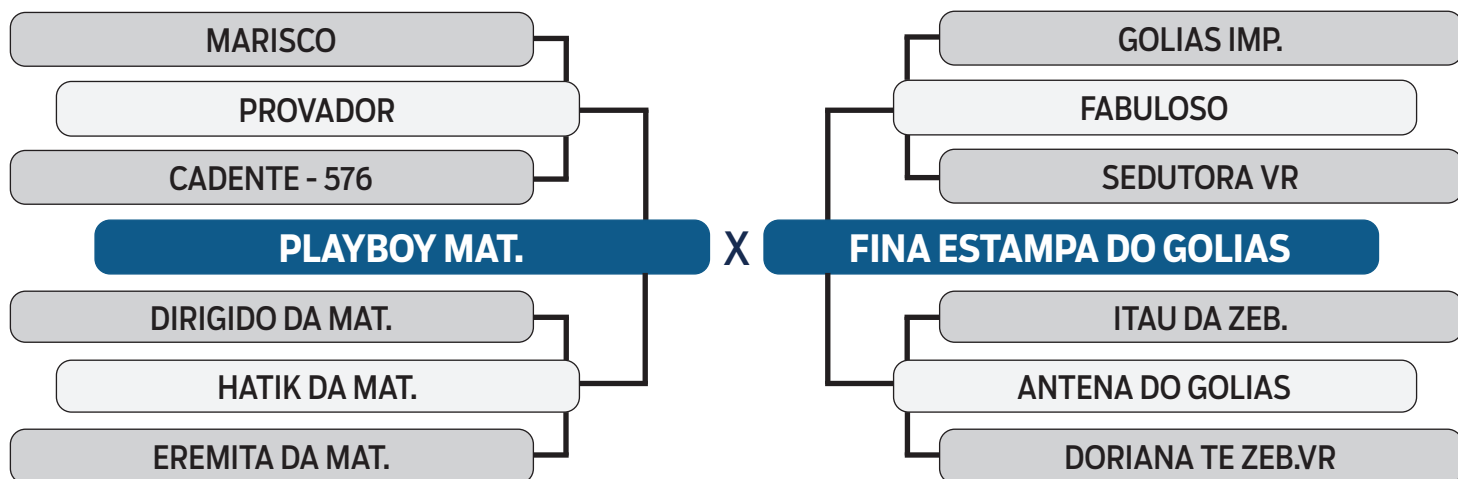 MARISCO
PROVADOR
CADENTE - 576
PLAYBOY MAT.
DIRIGIDO DA MAT.
HATIK DA MAT.
EREMITA DA MAT.
X
GOLIAS IMP.
FABULOSO
SEDUTORA VR
FINA ESTAMPA DO GOLIAS
ITAU DA ZEB.
ANTENA DO GOLIAS
DORIANA TE ZEB.VR